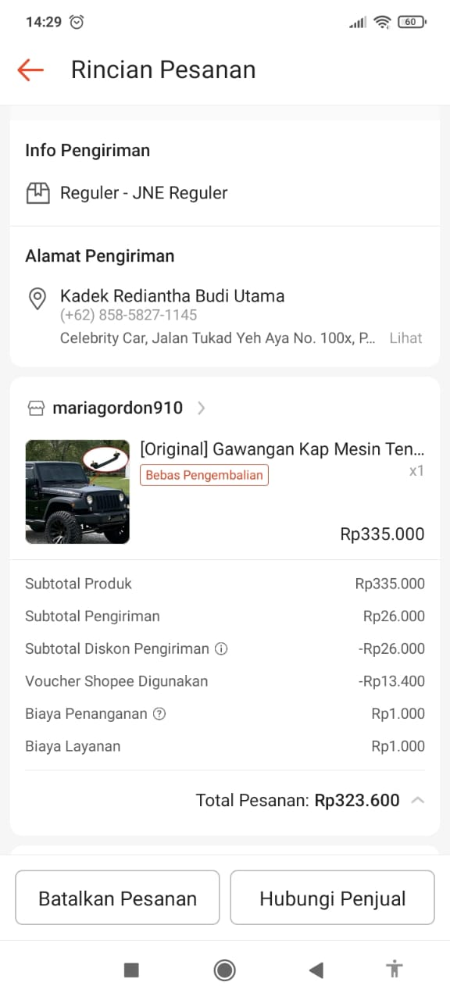 14:29
60
Rincian Pesanan
Info Pengiriman
Reguler - JNE Reguler
Alamat Pengiriman
Kadek Rediantha Budi Utama
(+62) 858-5827-1145
Celebrity Car, Jalan Tukad Yeh Aya No. 100x, P... Lihat
mariagordon910
[Original] Gawangan Kap Mesin Ten...
Bebas Pengembalian x1
Rp335.000
Subtotal Produk Rp335.000
Subtotal Pengiriman Rp26.000
Subtotal Diskon Pengiriman -Rp26.000
Voucher Shopee Digunakan -Rp13.400
Biaya Penanganan Rp1.000
Biaya Layanan Rp1.000
Total Pesanan: Rp323.600
Batalkan Pesanan Hubungi Penjual